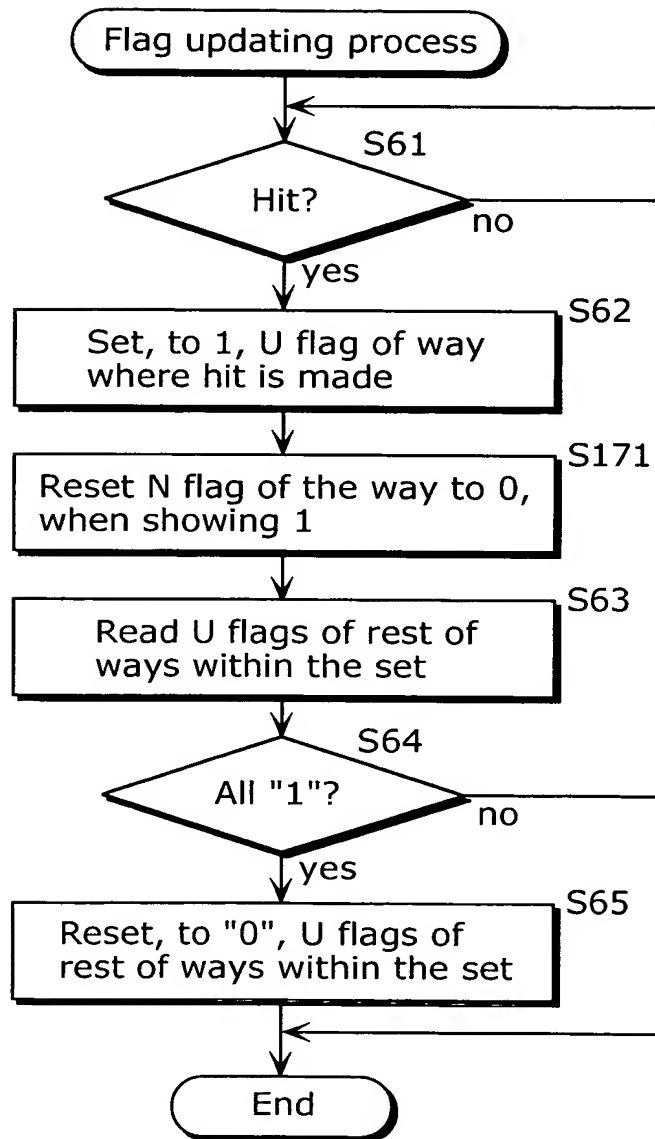 Flag updating process
S61
Hit?
no
yes
S62
Set, to 1, U flag of way
where hit is made
S171
Reset N flag of the way to 0,
when showing 1
S63
Read U flags of rest of
ways within the set
S64
All "1"?
no
yes
S65
Reset, to "0", U flags of
rest of ways within the set
End